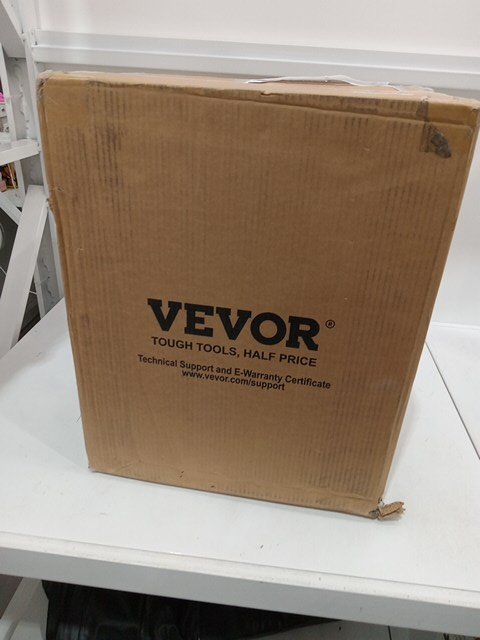 VEVOR®
TOUGH TOOLS, HALF PRICE
Technical Support and E-Warranty Certificate
www.vevor.com/support